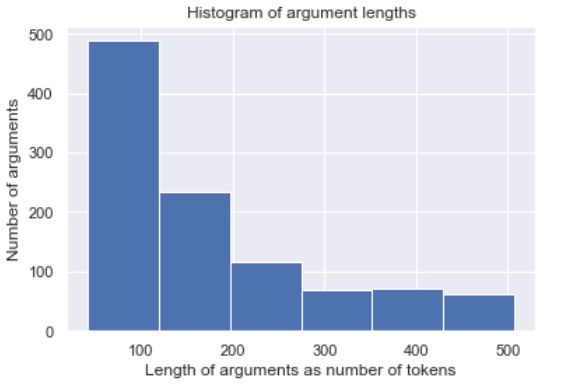 Histogram of argument lengths
500
400
300
200
100
0
Number of arguments
100 200 300 400 500
Length of arguments as number of tokens